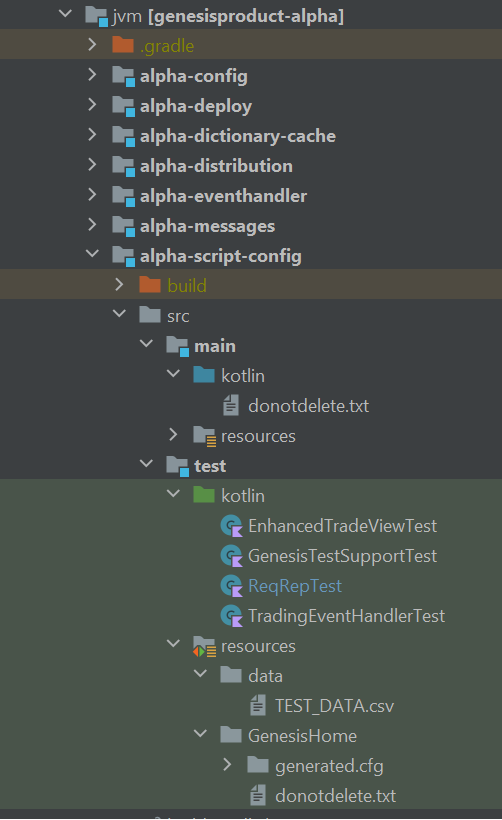 jvm [genesisproduct-alpha]
.gradle
alpha-config
alpha-deploy
alpha-dictionary-cache
alpha-distribution
alpha-eventhandler
alpha-messages
alpha-script-config
build
src
main
kotlin
donotdelete.txt
resources
test
kotlin
EnhancedTradeViewTest
GenesisTestSupportTest
ReqRepTest
TradingEventHandlerTest
resources
data
TEST_DATA.csv
GenesisHome
generated.cfg
donotdelete.txt